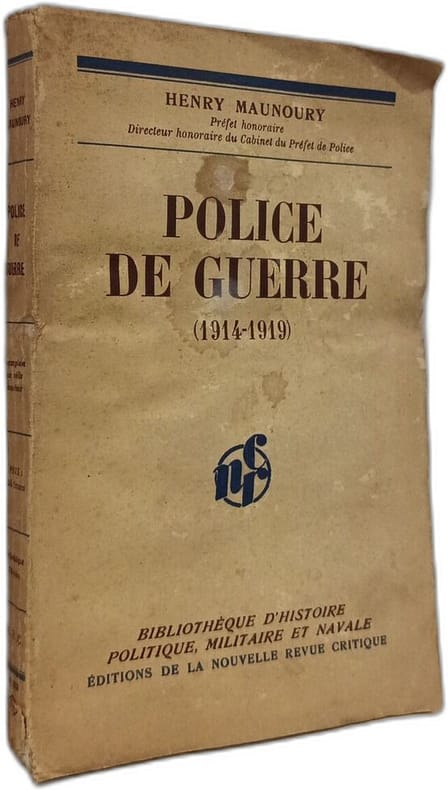 HENRY MAUNOURY
Préfet honoraire
Directeur honoraire du Cabinet du Préfet de Police
POLICE
DE GUERRE
(1914-1919)
ncr
BIBLIOTHÈQUE D'HISTOIRE
POLITIQUE, MILITAIRE ET NAVALE
ÉDITIONS DE LA NOUVELLE REVUE CRITIQUE
HENRY
MAUNOURY
POLICE
DE
GUERRE